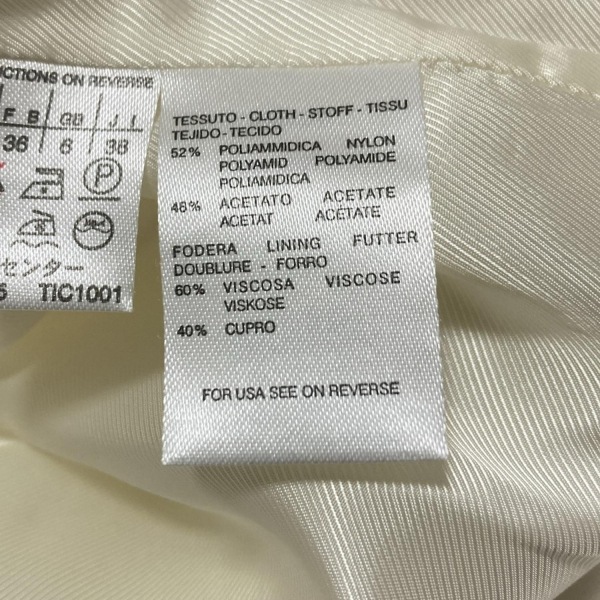 CTIONS ON REVERSE
F B GB J I
36 6 38
P
センター
TIC1001
TESSUTO - CLOTH - STOFF - TISSU
TEJIDO - TECIDO
52% POLIAMMIDICA NYLON
POLYAMID POLYAMIDE
POLIAMIDICA
48% ACETATO ACETATE
ACETAT ACÉTATE
FODERA LINING FUTTER
DOUBLURE - FORRO
60% VISCOSA VISCOSE
VISKOSE
40% CUPRO
FOR USA SEE ON REVERSE